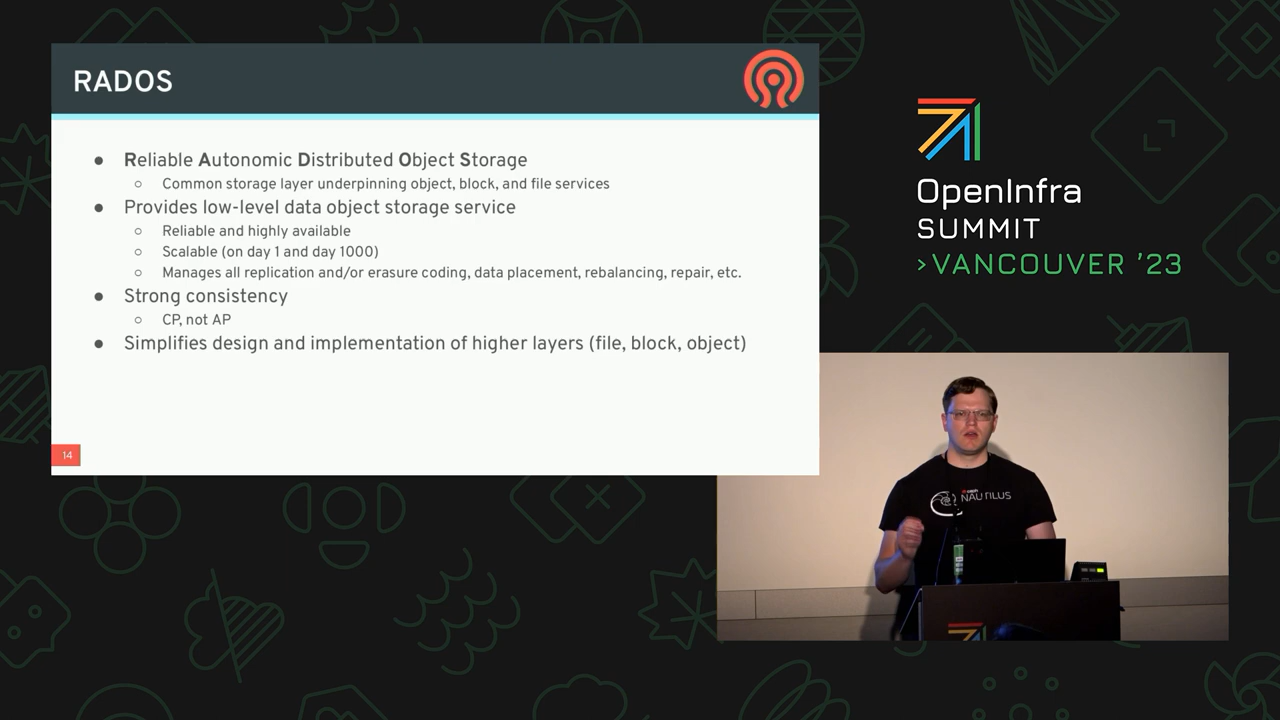 RADOS
● Reliable Autonomic Distributed Object Storage
○ Common storage layer underpinning object, block, and file services
● Provides low-level data object storage service
○ Reliable and highly available
○ Scalable (on day 1 and day 1000)
○ Manages all replication and/or erasure coding, data placement, rebalancing, repair, etc.
● Strong consistency
○ CP, not AP
● Simplifies design and implementation of higher layers (file, block, object)
14
OpenInfra
SUMMIT
>VANCOUVER '23
ceph
NAUTILUS